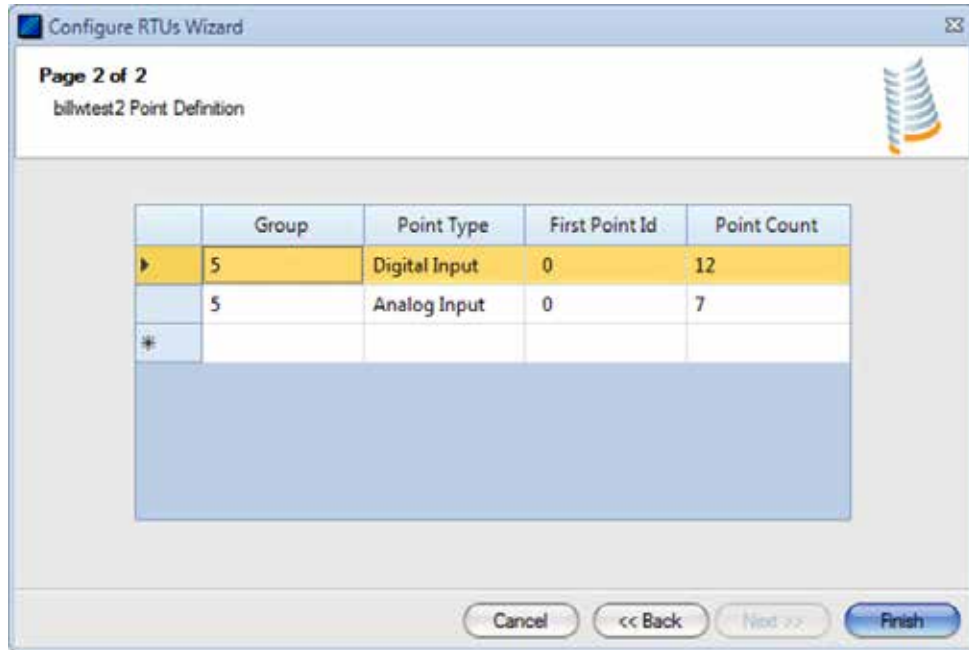 Configure RTUs Wizard
Page 2 of 2
billwtest2 Point Definition
Group Point Type First Point Id Point Count
5 Digital Input 0 12
5 Analog Input 0 7
*
Cancel << Back Next >> Finish